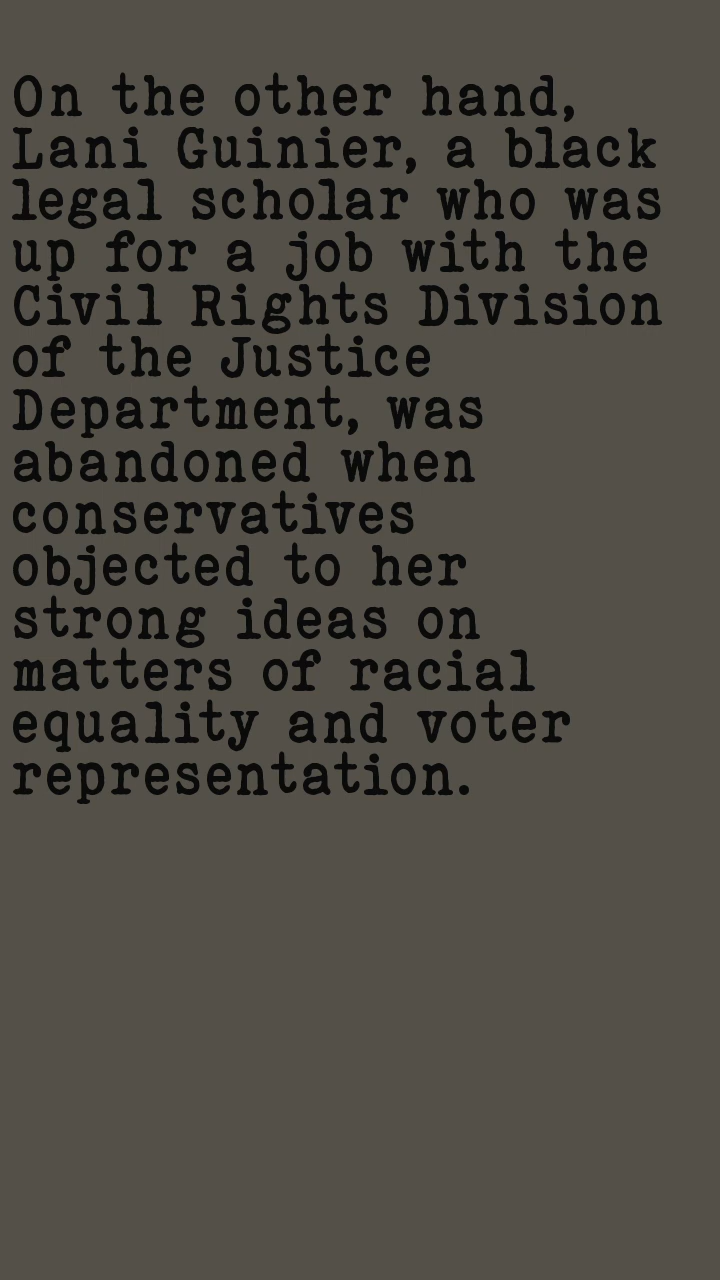 On the other hand,
Lani Guinier, a black
legal scholar who was
up for a job with the
Civil Rights Division
of the Justice
Department, was
abandoned when
conservatives
objected to her
strong ideas on
matters of racial
equality and voter
representation.